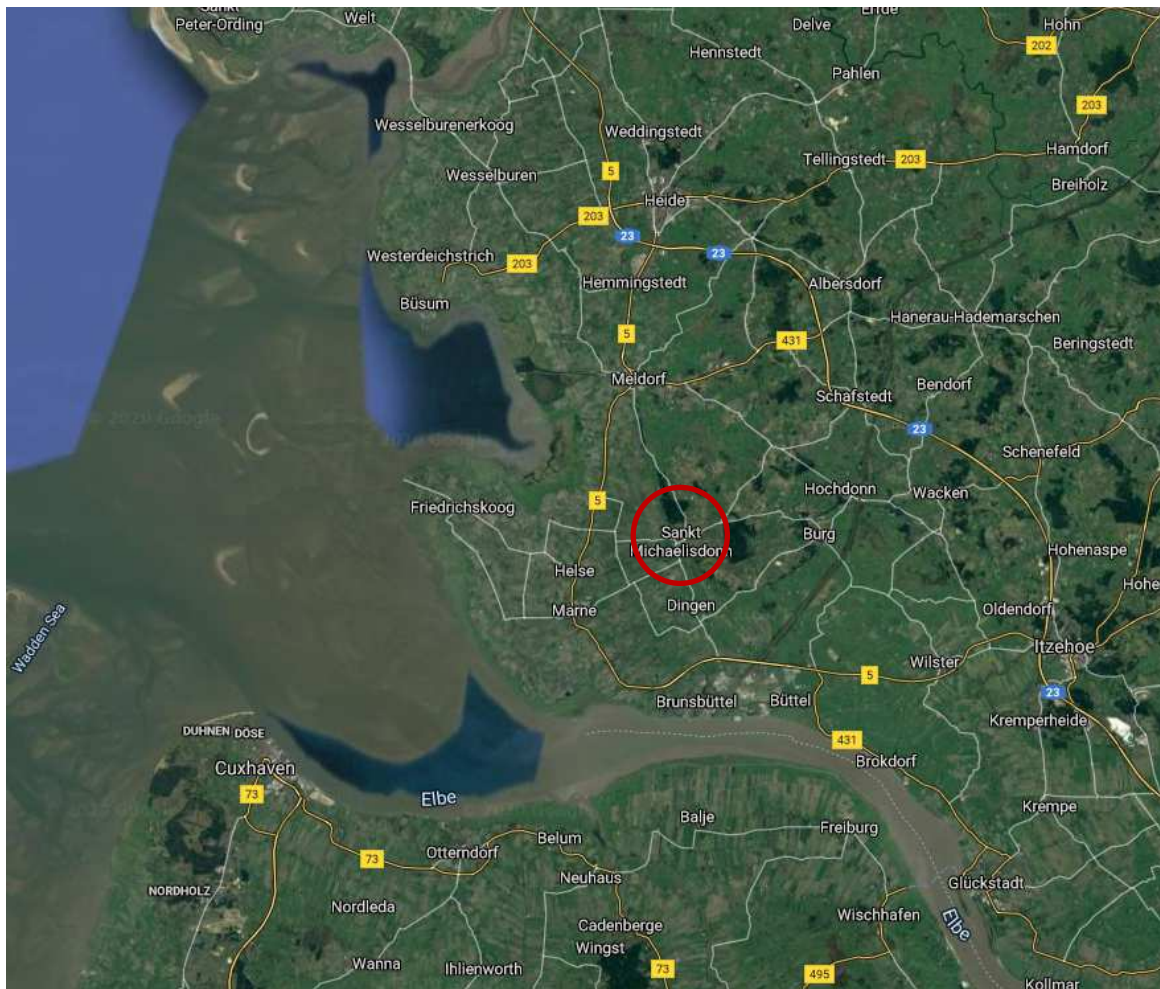 Sankt
Peter-Ording
Welt
Delve
Erfde
Hohn
202
Hennstedt
Pahlen
203
Wesselburenerkoog
Weddingstedt
Hamdorf
Tellingstedt
203
5
Wesselburen
Breiholz
Heide
203
23
Westerdeichstrich
203
23
Hemmingstedt
Albersdorf
Büsum
Hanerau-Hademarschen
5
431
Beringstedt
Meldorf
Bendorf
Schafstedt
23
Schenefeld
Friedrichskoog
5
Hochdonn
Wacken
Sankt
Michaelisdonn
Burg
Hohenaspe
Helse
Hohe
Marne
Dingen
Oldendorf
Wadden Sea
Itzehoe
Wilster
5
Brunsbüttel
Büttel
23
Kremperheide
DUHNEN
DÖSE
431
Cuxhaven
Brokdorf
73
Elbe
Krempe
Balje
Freiburg
Belum
73
Otterndorf
Neuhaus
Glückstadt
NORDHOLZ
Nordleda
Wischhafen
Elbe
Cadenberge
Wingst
Wanna
Ihlienworth
73
495
Kollmar